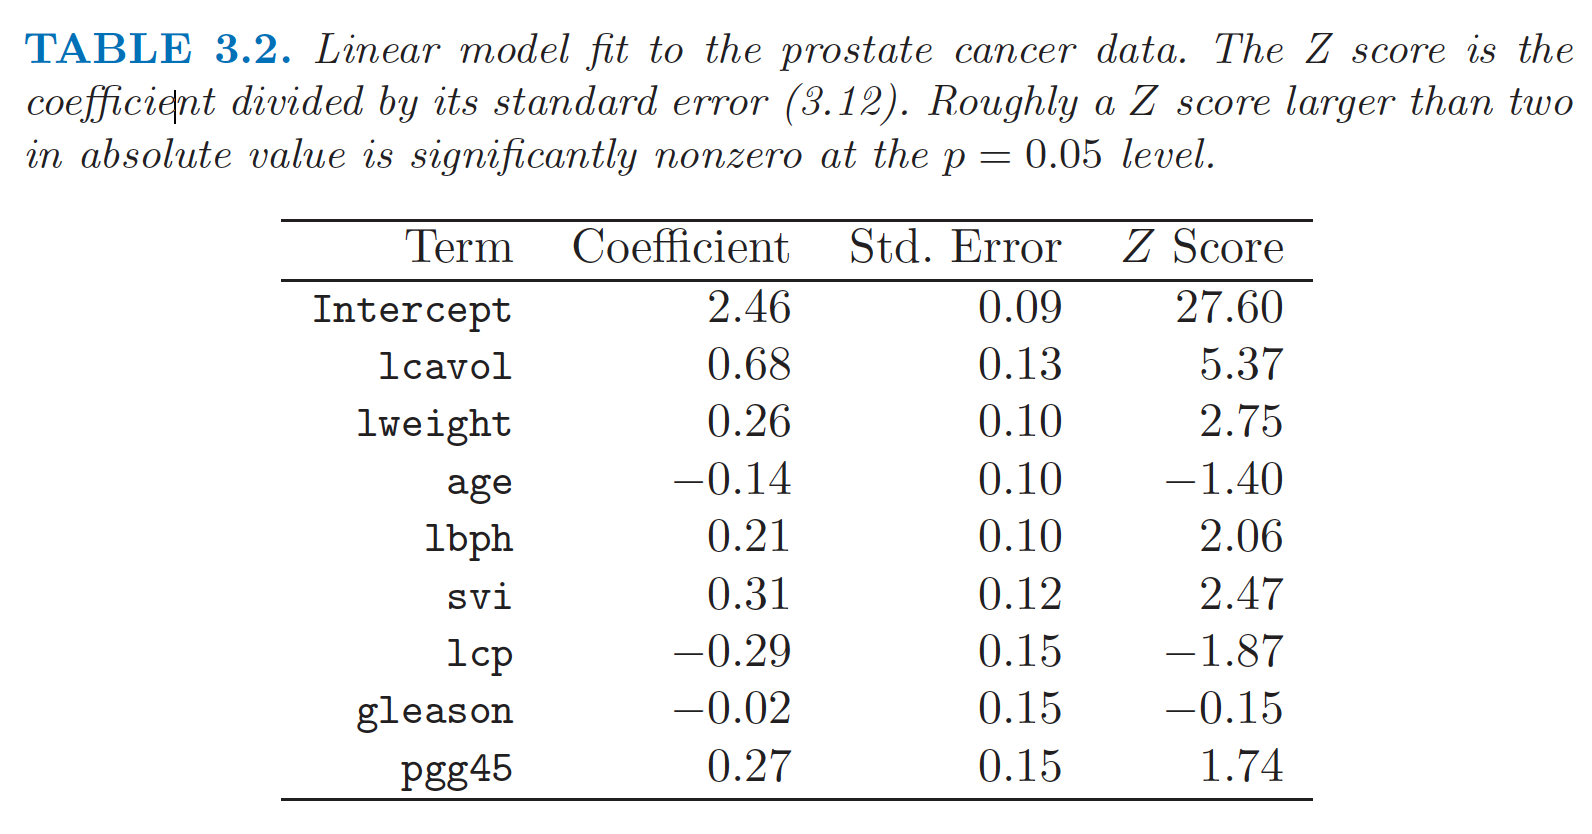 TABLE 3.2. Linear model fit to the prostate cancer data. The Z score is the
coefficient divided by its standard error (3.12). Roughly a Z score larger than two
in absolute value is significantly nonzero at the p = 0.05 level.
Term Coefficient Std. Error Z Score
Intercept 2.46 0.09 27.60
lcavol 0.68 0.13 5.37
lweight 0.26 0.10 2.75
age −0.14 0.10 −1.40
lbph 0.21 0.10 2.06
svi 0.31 0.12 2.47
lcp −0.29 0.15 −1.87
gleason −0.02 0.15 −0.15
pgg45 0.27 0.15 1.74